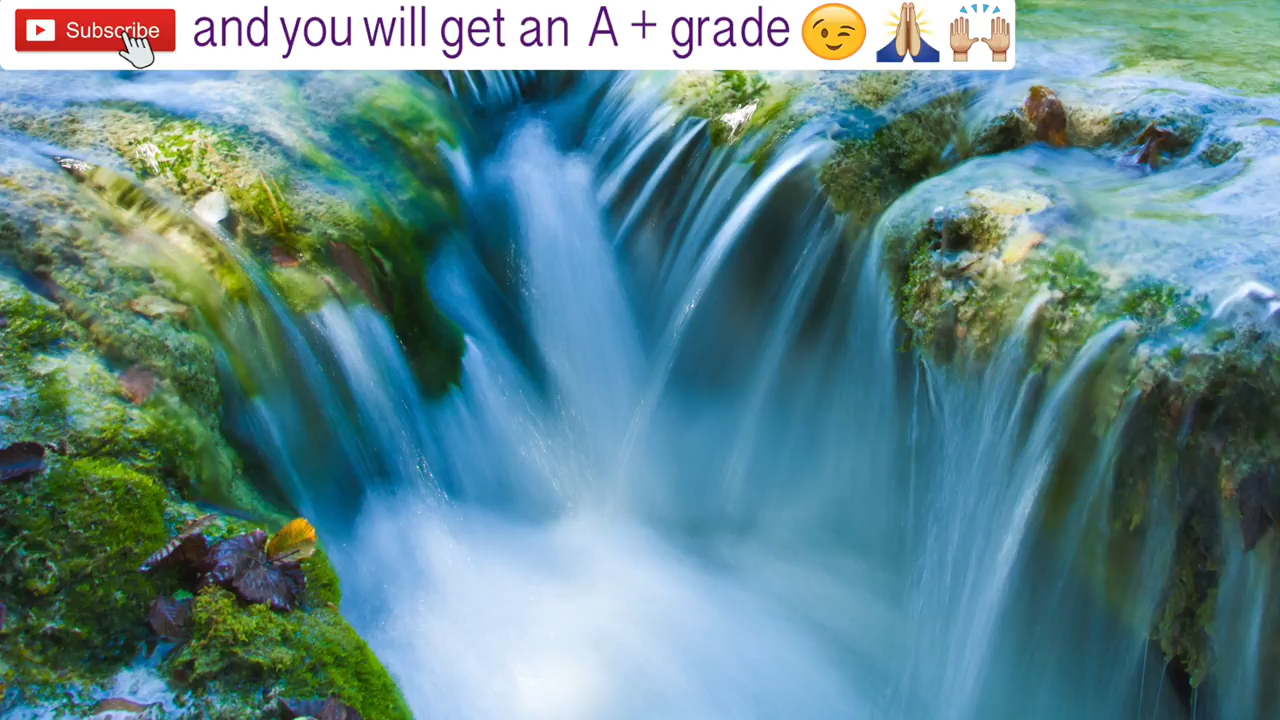 Subscribe and you will get an A + grade 😉 🙏 🙌